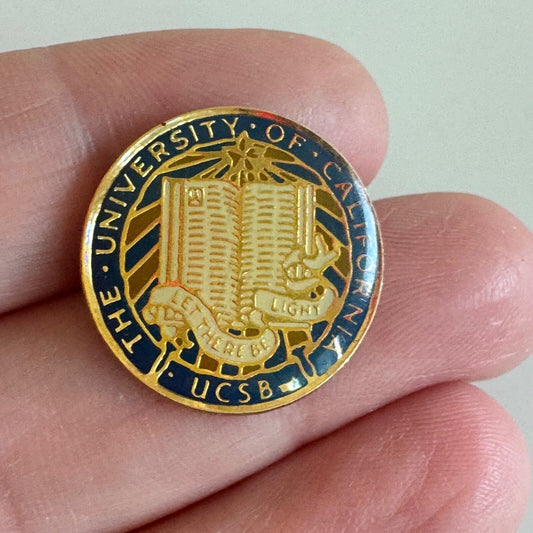 THE · UNIVERSITY · OF · CALIFORNIA
LET THERE BE
LIGHT
· UCSB ·